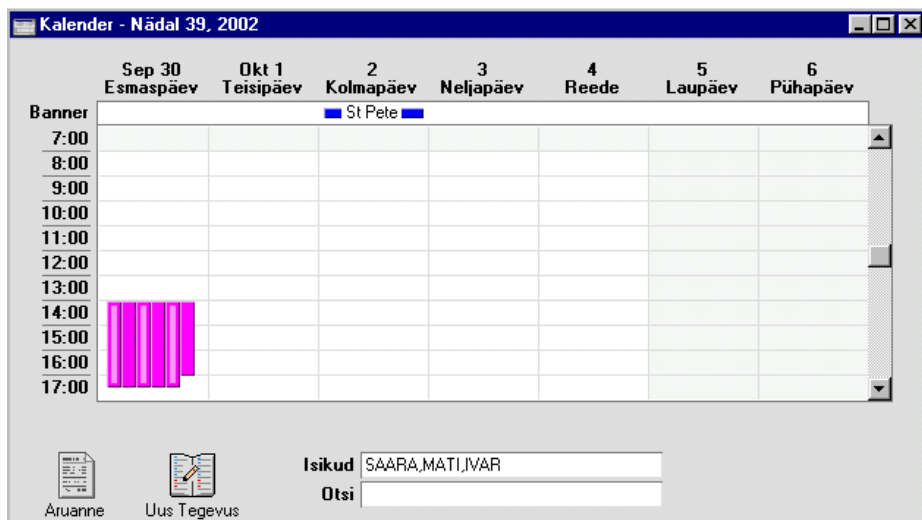 Kalender - Nädal 39, 2002
Sep 30 Okt 1 2 3 4 5 6
Esmaspäev Teisipäev Kolmapäev Neljapäev Reede Laupäev Pühapäev
Banner St Pete
7:00
8:00
9:00
10:00
11:00
12:00
13:00
14:00
15:00
16:00
17:00
Isikud SAARA,MATI,IVAR
Otsi
Aruanne Uus Tegevus